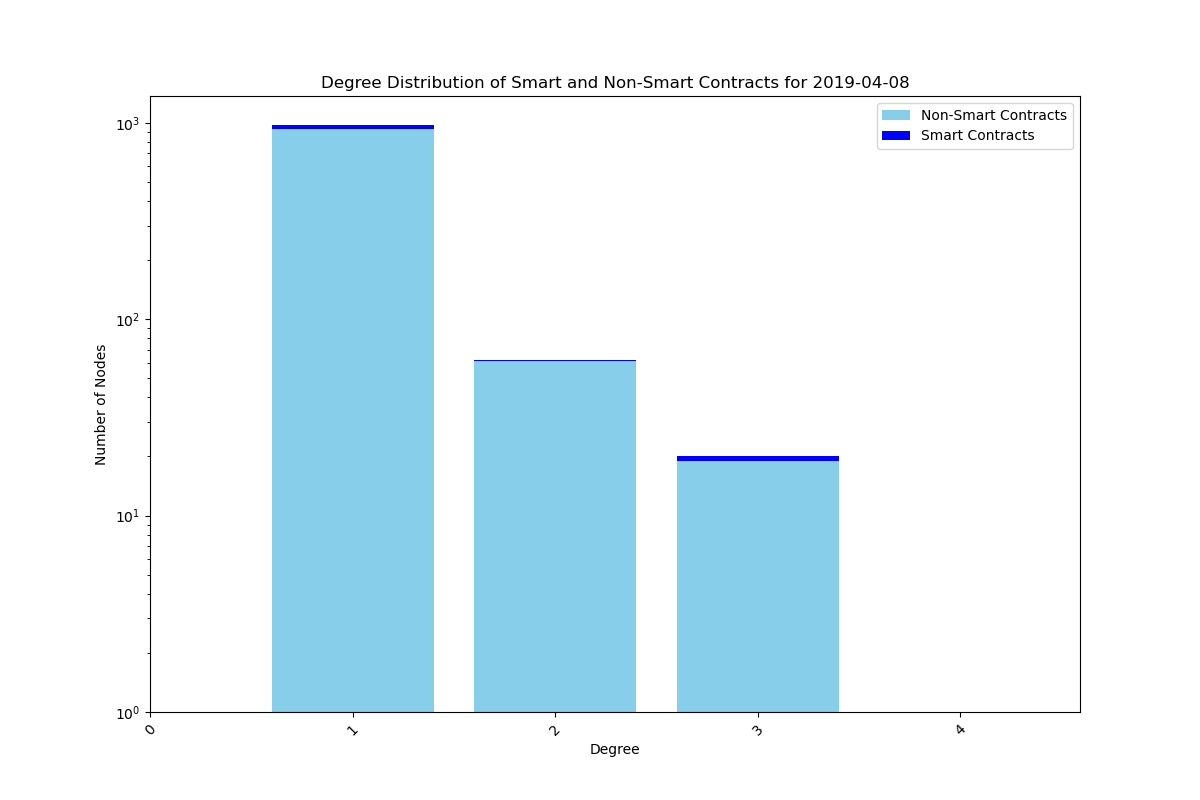 Degree Distribution of Smart and Non-Smart Contracts for 2019-04-08
Non-Smart Contracts
Smart Contracts
Number of Nodes
10³
10²
10¹
10⁰
0
1
2
3
4
Degree